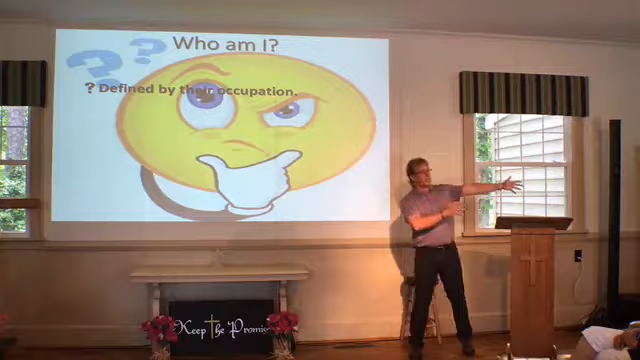 Who am I?
? Defined by their occupation.
Keep the Promise